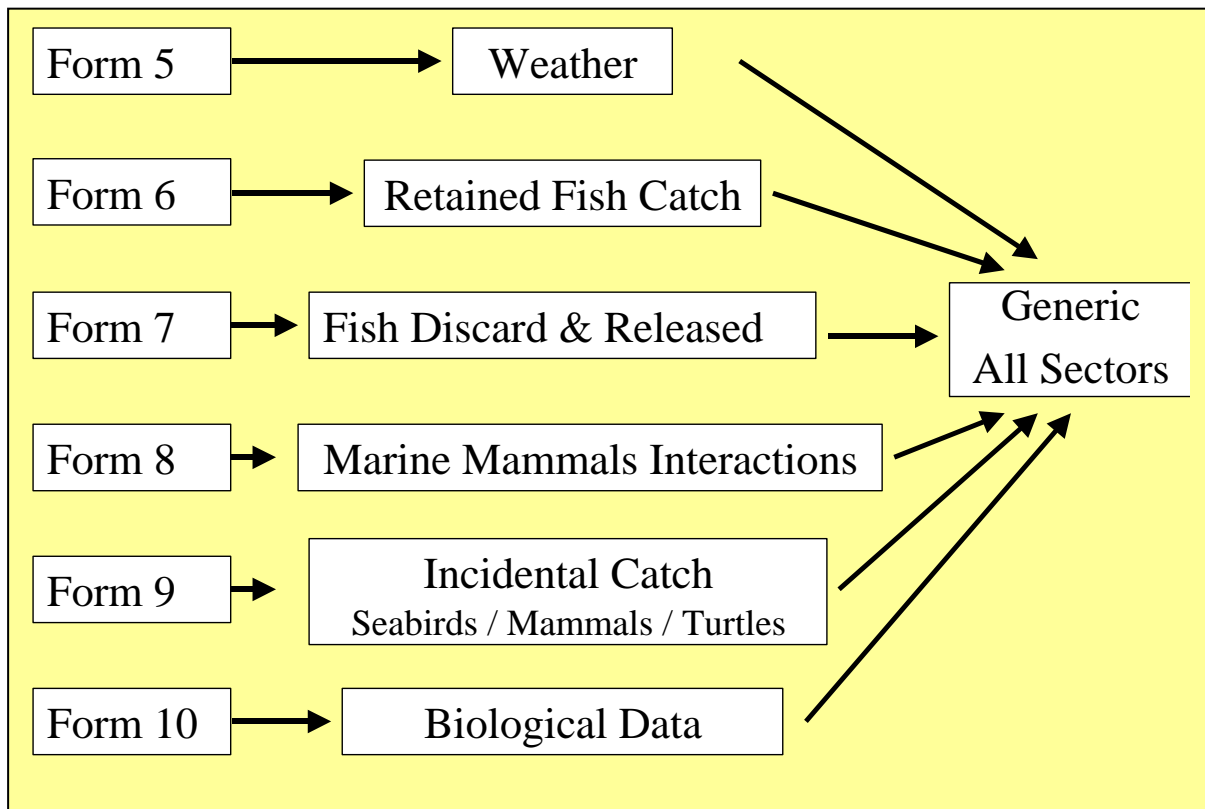 Form 5
Weather
Form 6
Retained Fish Catch
Form 7
Fish Discard & Released
Generic
All Sectors
Form 8
Marine Mammals Interactions
Form 9
Incidental Catch
Seabirds / Mammals / Turtles
Form 10
Biological Data